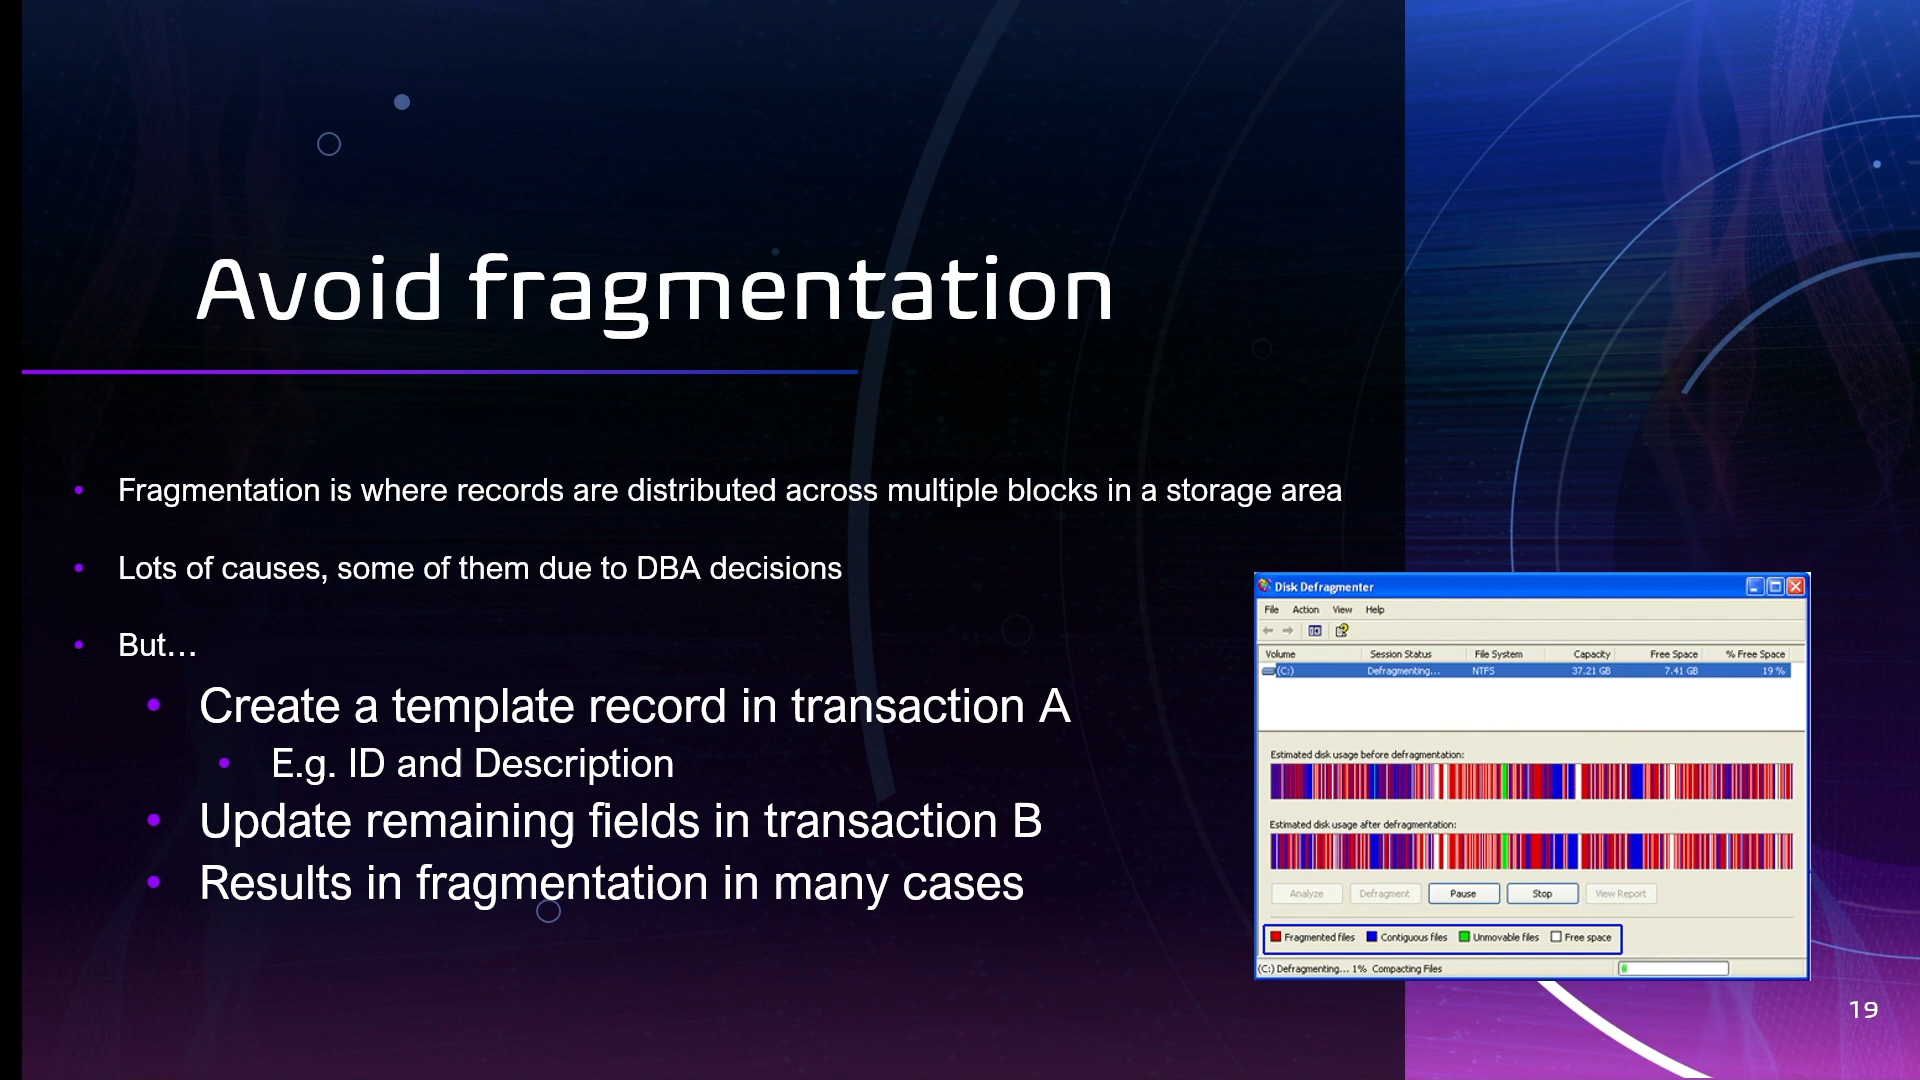 Avoid fragmentation
• Fragmentation is where records are distributed across multiple blocks in a storage area
• Lots of causes, some of them due to DBA decisions
• But…
• Create a template record in transaction A
• E.g. ID and Description
• Update remaining fields in transaction B
• Results in fragmentation in many cases
Disk Defragmenter
File Action View Help
Volume Session Status File System Capacity Free Space % Free Space
(C:) Defragmenting... NTFS 37.21 GB 7.41 GB 19 %
Estimated disk usage before defragmentation:
Estimated disk usage after defragmentation:
Analyze Defragment Pause Stop View Report
Fragmented files Contiguous files Unmovable files Free space
(C:) Defragmenting... 1% Compacting Files
19